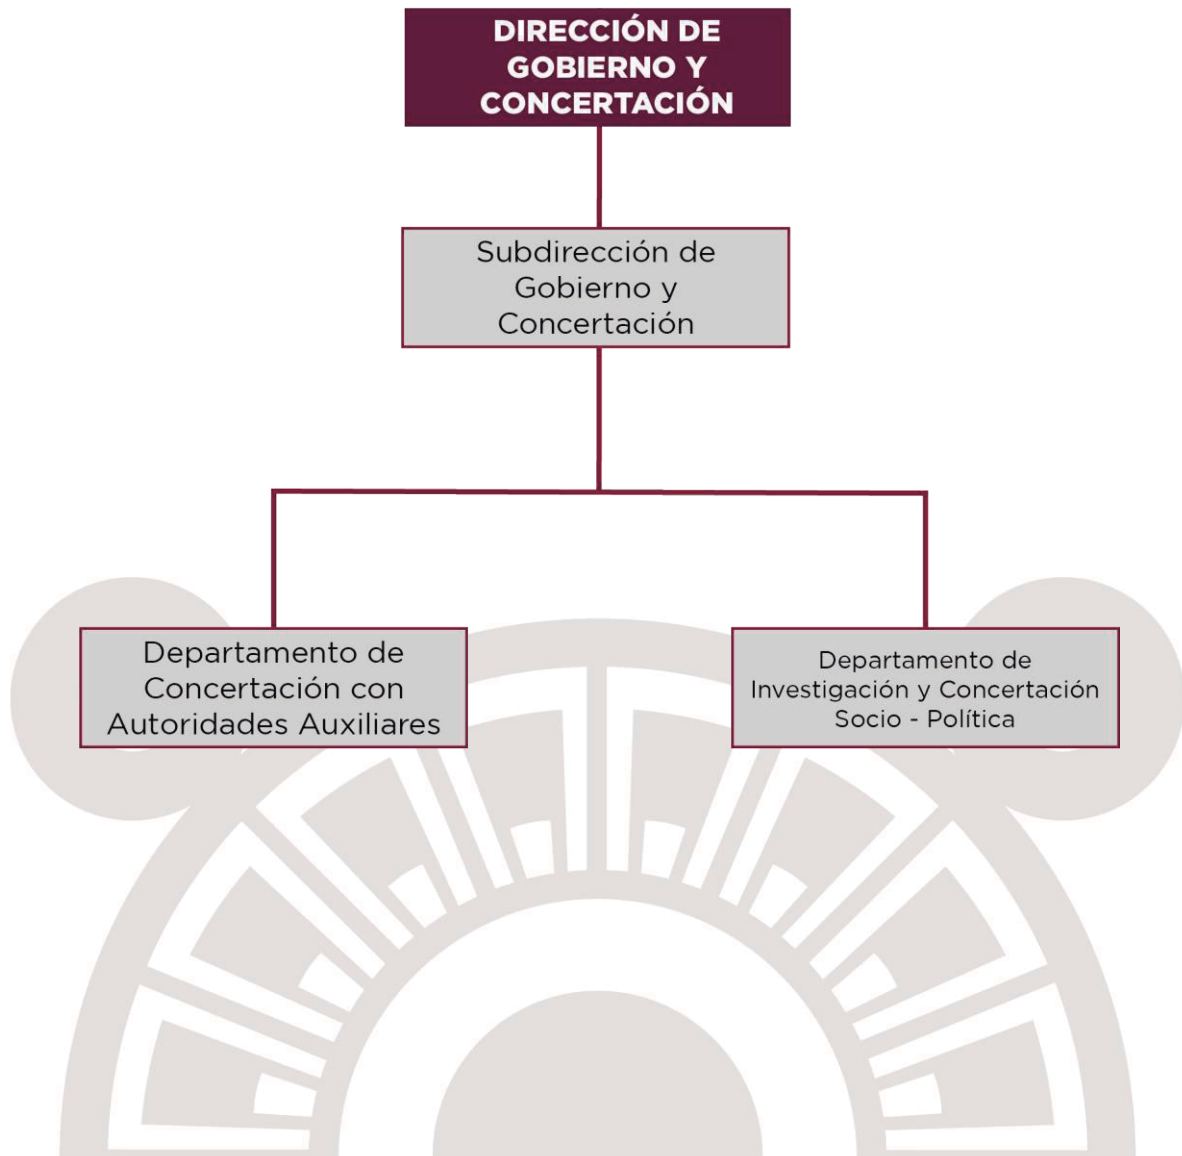 DIRECCIÓN DE
GOBIERNO Y
CONCERTACIÓN
Subdirección de
Gobierno y
Concertación
Departamento de
Concertación con
Autoridades Auxiliares
Departamento de
Investigación y Concertación
Socio - Política